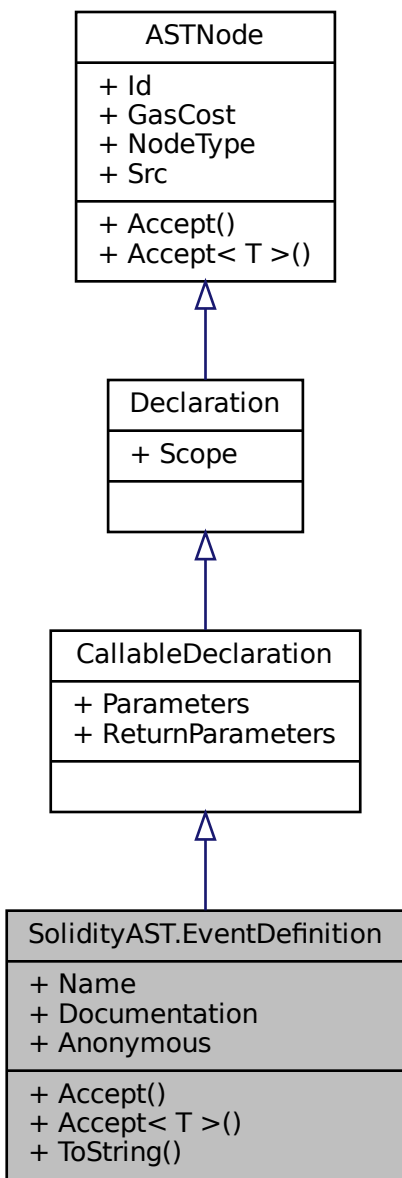 ASTNode
+ Id
+ GasCost
+ NodeType
+ Src
+ Accept()
+ Accept< T >()
Declaration
+ Scope
CallableDeclaration
+ Parameters
+ ReturnParameters
SolidityAST.EventDefinition
+ Name
+ Documentation
+ Anonymous
+ Accept()
+ Accept< T >()
+ ToString()